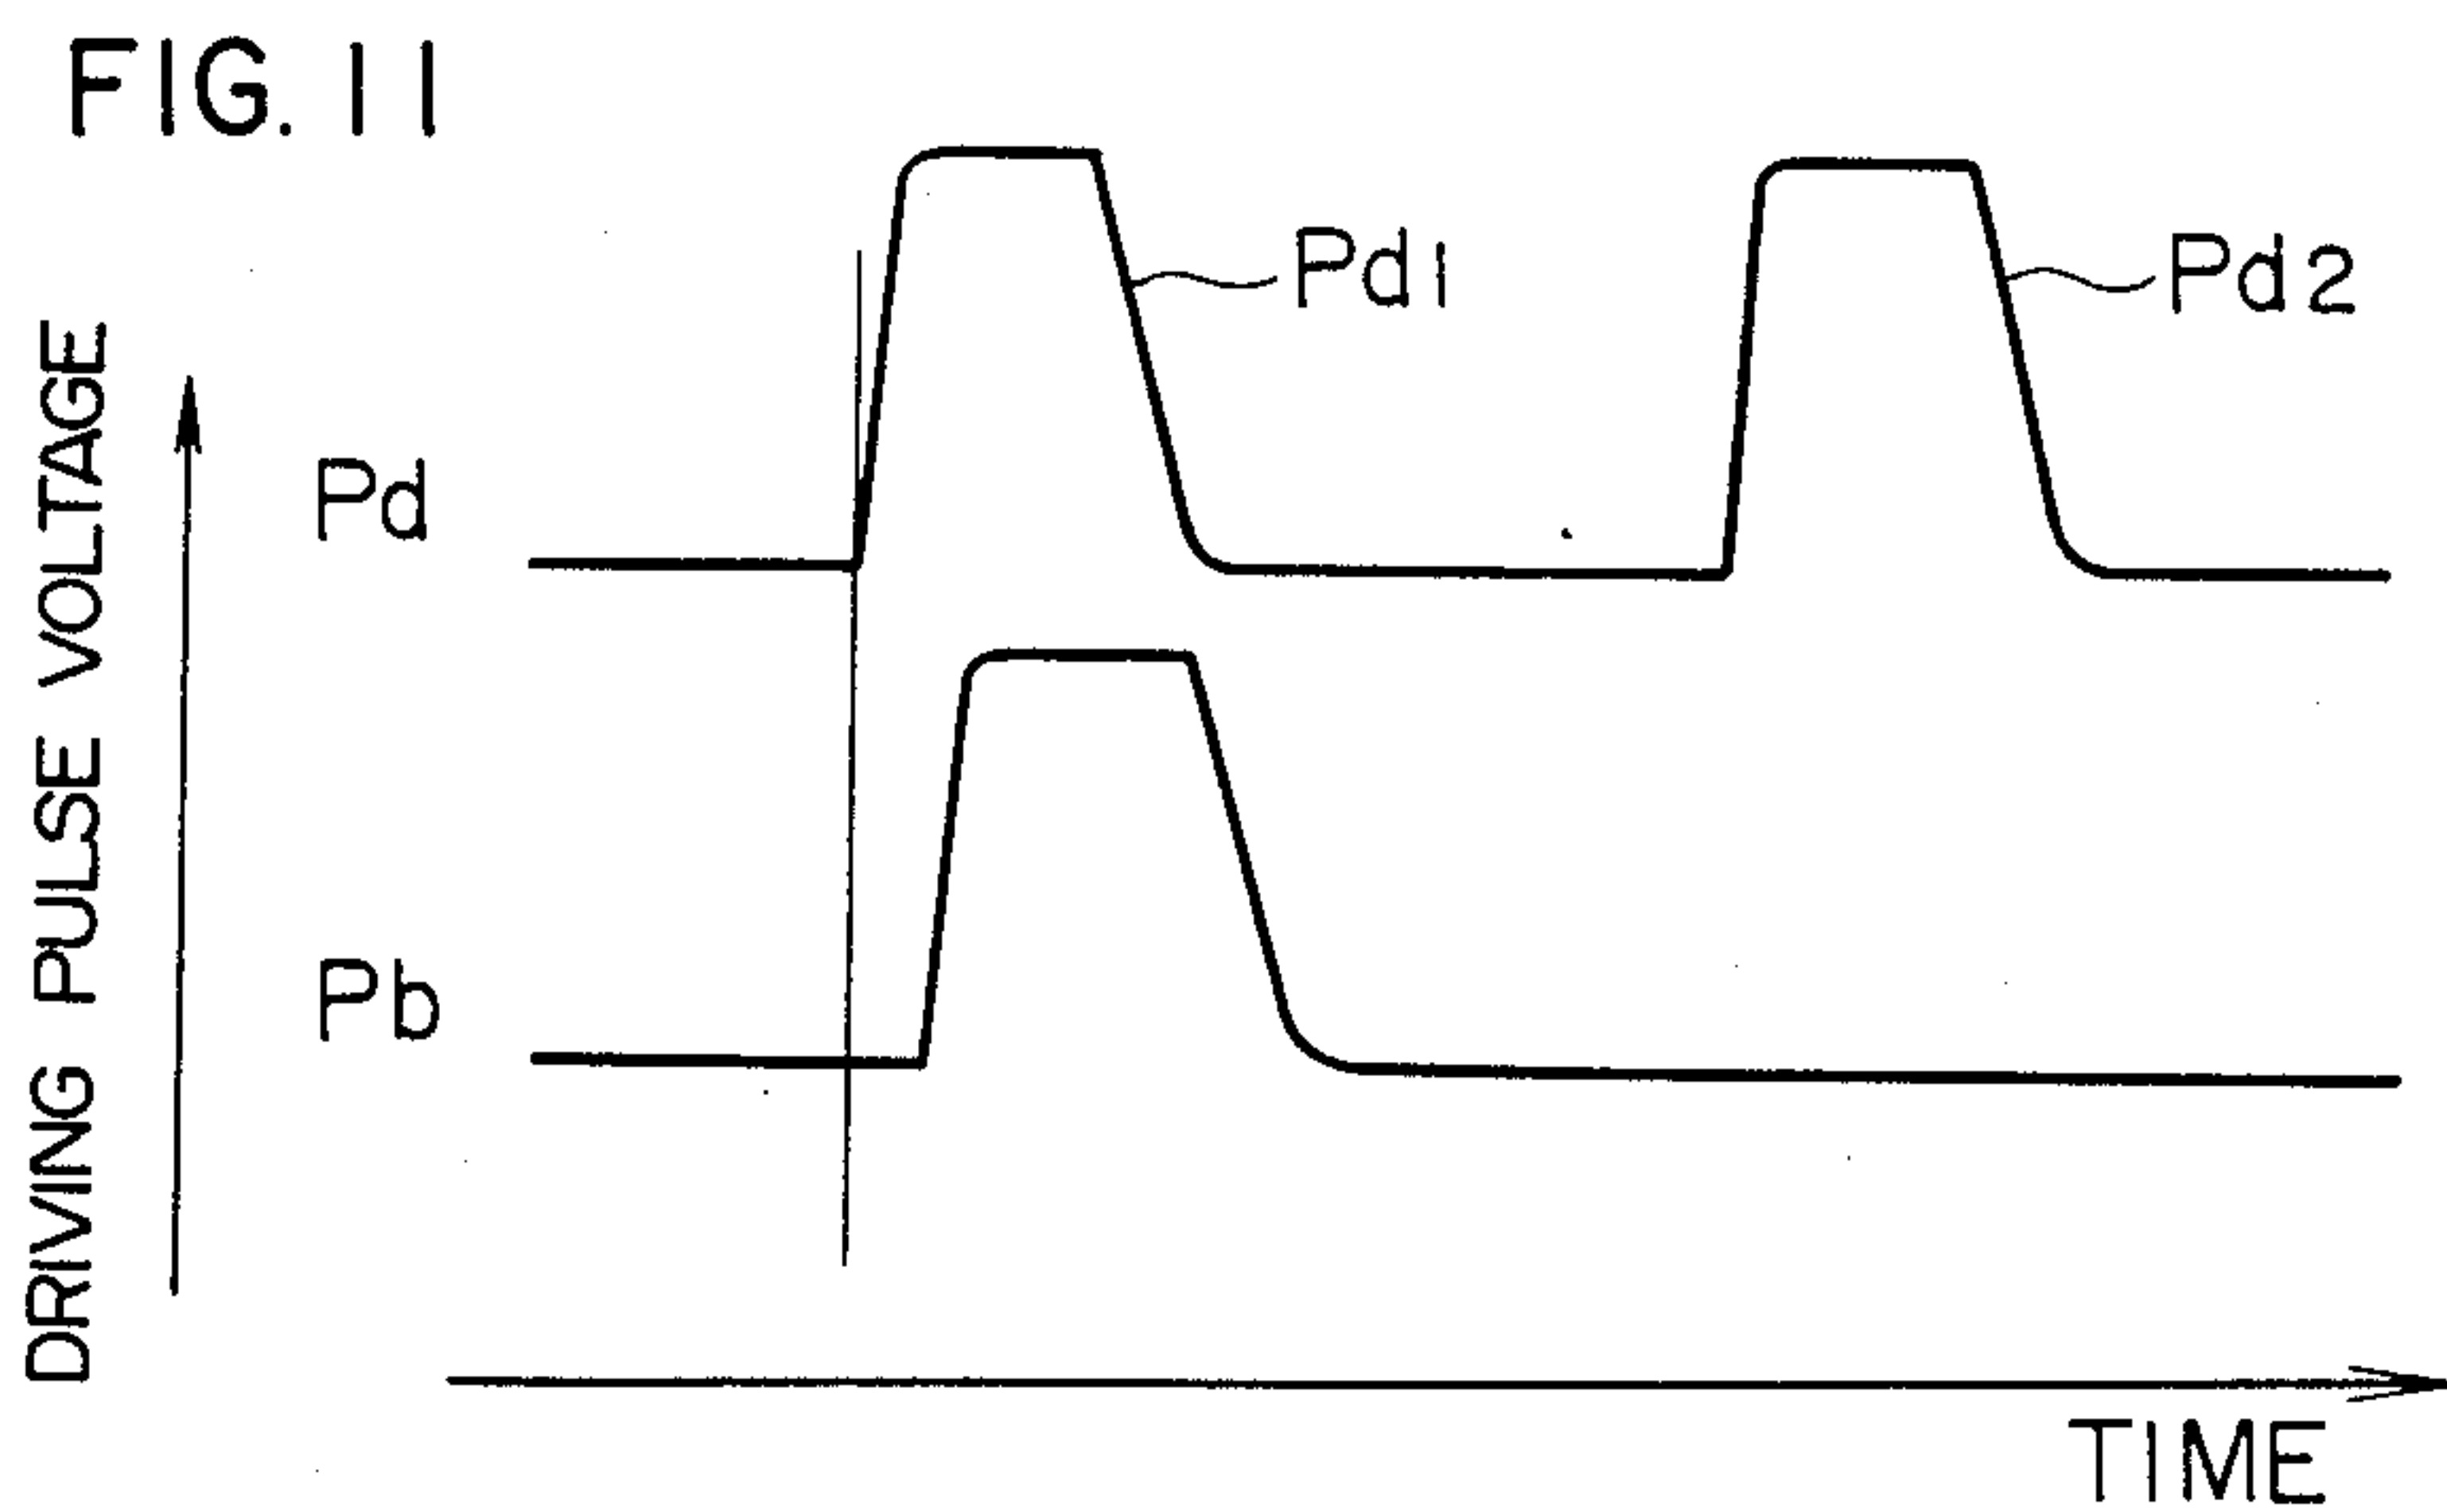 FIG. 11
Pd1
Pd2
Pd
Pb
DRIVING PULSE VOLTAGE
TIME